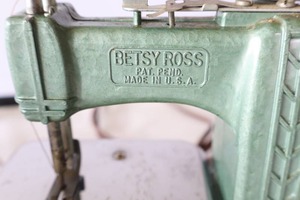 BETSY ROSS
PAT. PEND.
MADE IN U.S.A.